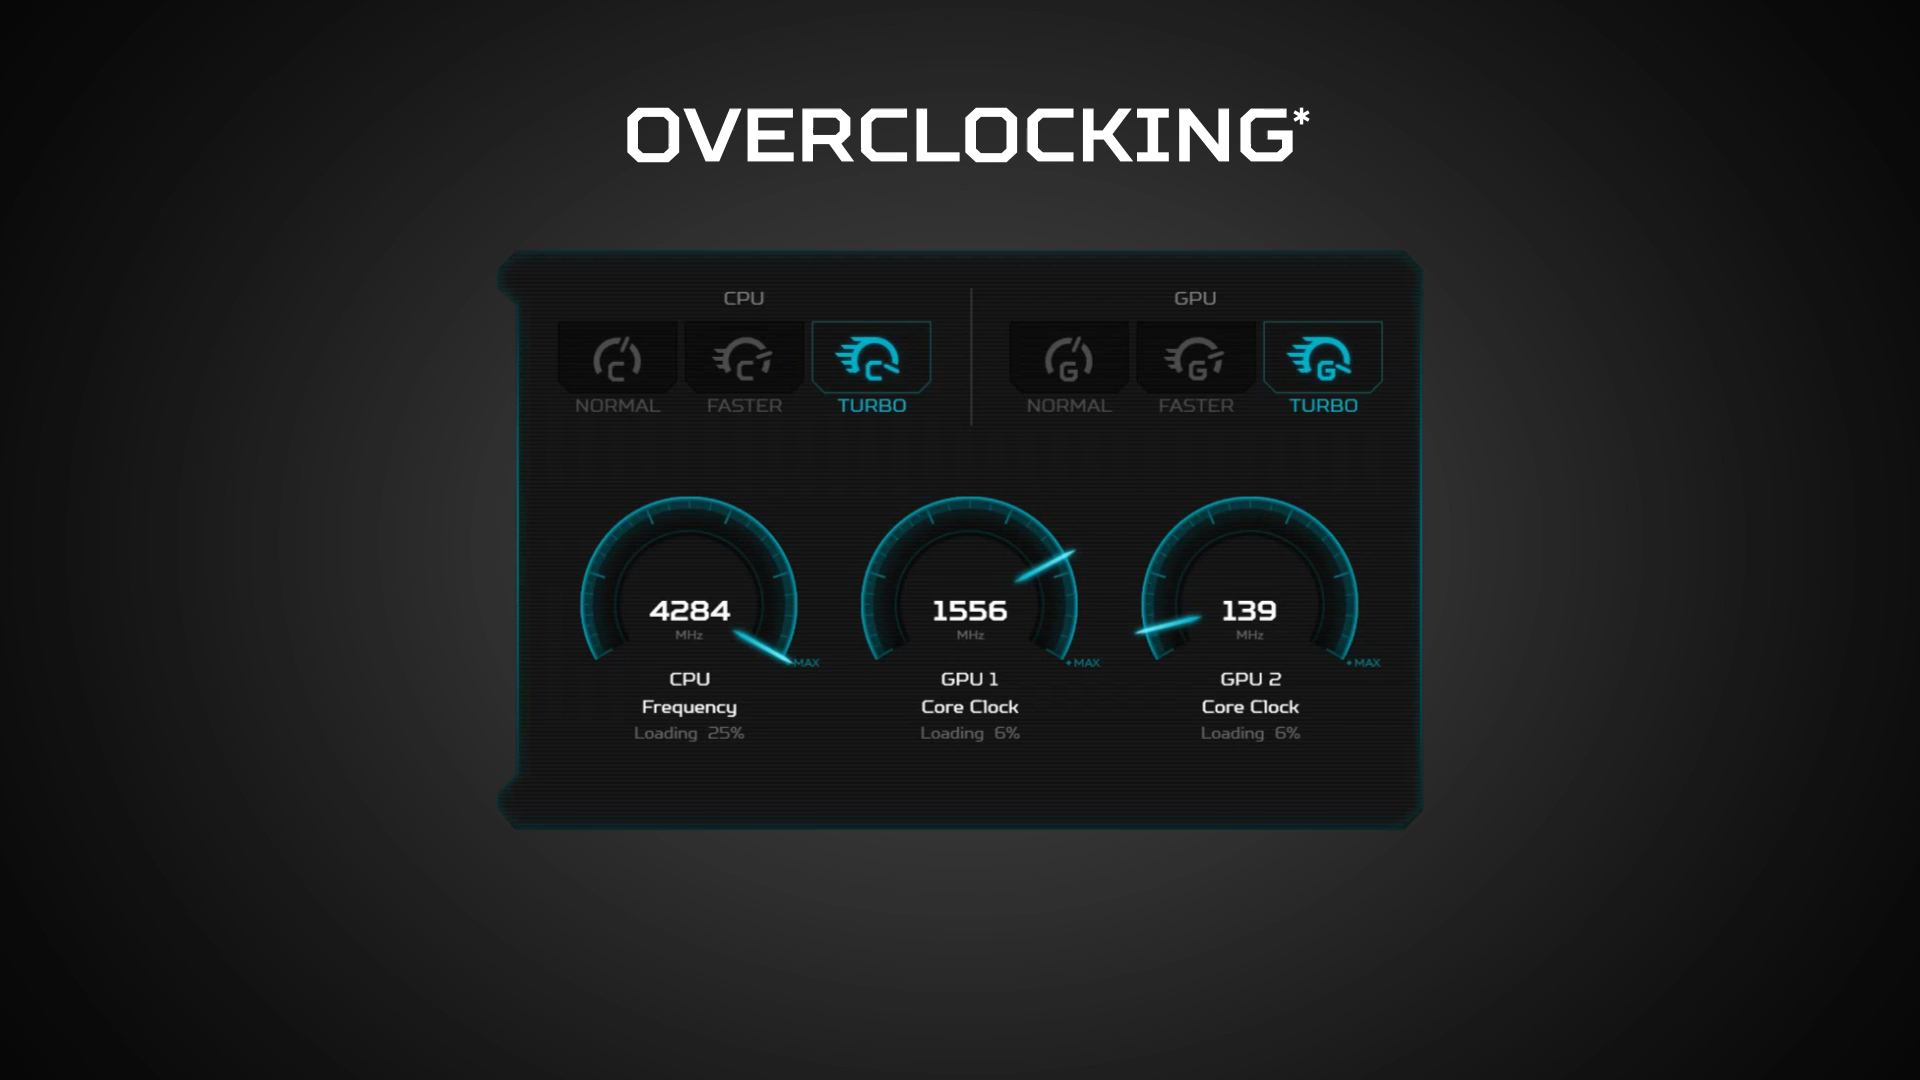 OVERCLOCKING*
CPU
GPU
C
C
C
G
G
G
NORMAL
FASTER
TURBO
NORMAL
FASTER
TURBO
4284
MHz
MAX
1556
MHz
MAX
139
MHz
MAX
CPU
Frequency
Loading 25%
GPU 1
Core Clock
Loading 6%
GPU 2
Core Clock
Loading 6%